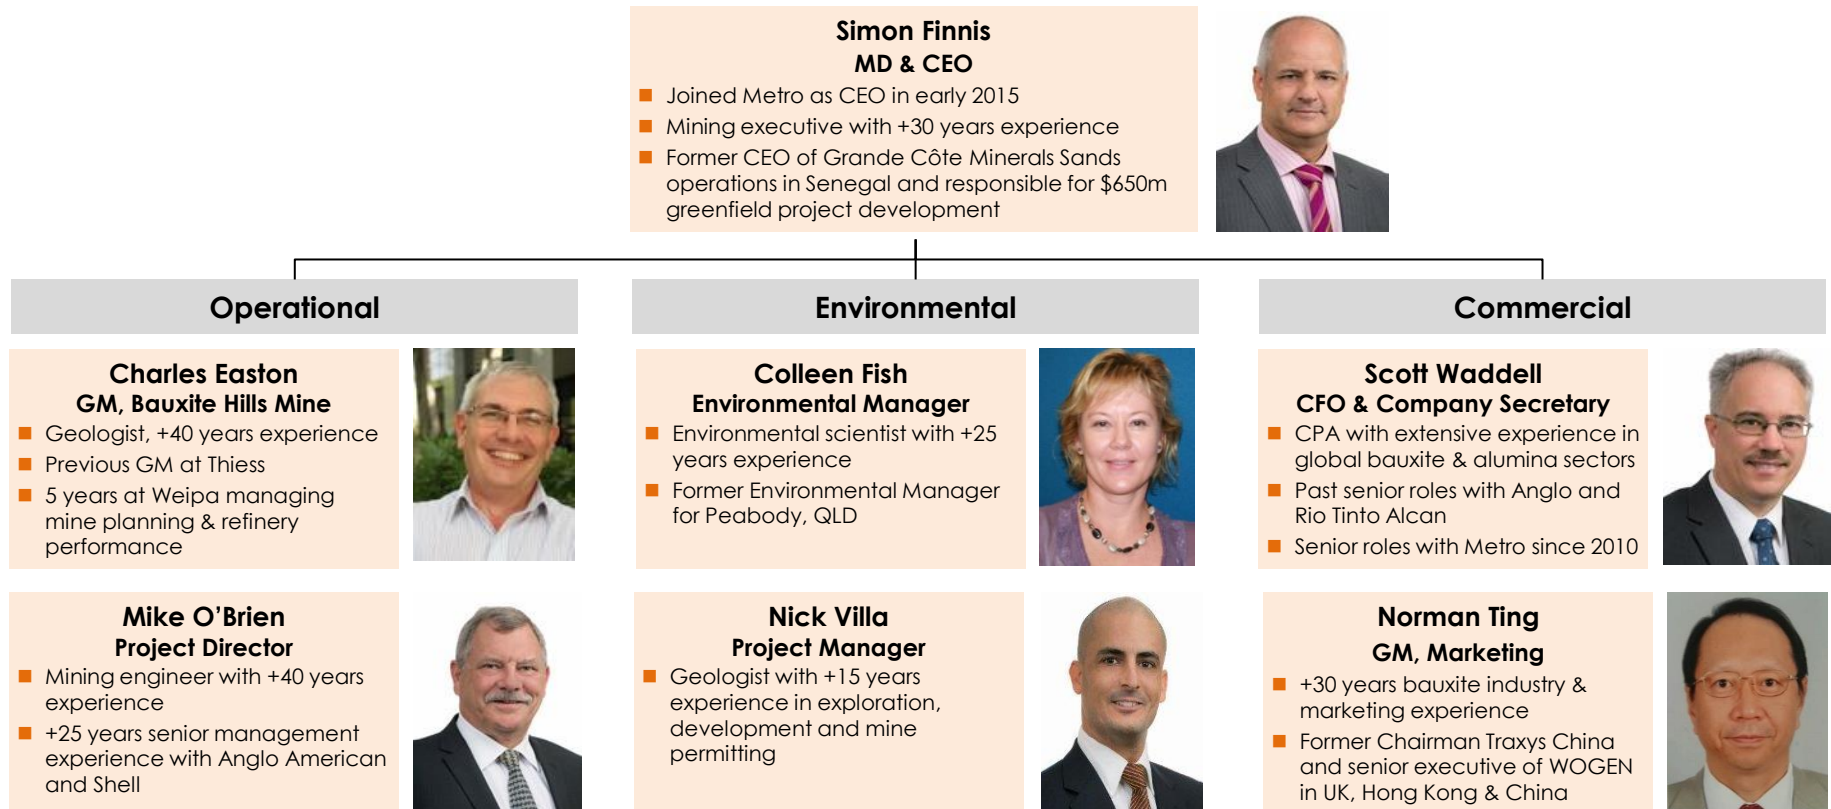 Simon Finnis
MD & CEO
Joined Metro as CEO in early 2015
Mining executive with +30 years experience
Former CEO of Grande Côte Minerals Sands
operations in Senegal and responsible for $650m
greenfield project development
Operational
Environmental
Commercial
Charles Easton
GM, Bauxite Hills Mine
Geologist, +40 years experience
Previous GM at Thiess
5 years at Weipa managing
mine planning & refinery
performance
Colleen Fish
Environmental Manager
Environmental scientist with +25
years experience
Former Environmental Manager
for Peabody, QLD
Scott Waddell
CFO & Company Secretary
CPA with extensive experience in
global bauxite & alumina sectors
Past senior roles with Anglo and
Rio Tinto Alcan
Senior roles with Metro since 2010
Mike O’Brien
Project Director
Mining engineer with +40 years
experience
+25 years senior management
experience with Anglo American
and Shell
Nick Villa
Project Manager
Geologist with +15 years
experience in exploration,
development and mine
permitting
Norman Ting
GM, Marketing
+30 years bauxite industry &
marketing experience
Former Chairman Traxys China
and senior executive of WOGEN
in UK, Hong Kong & China